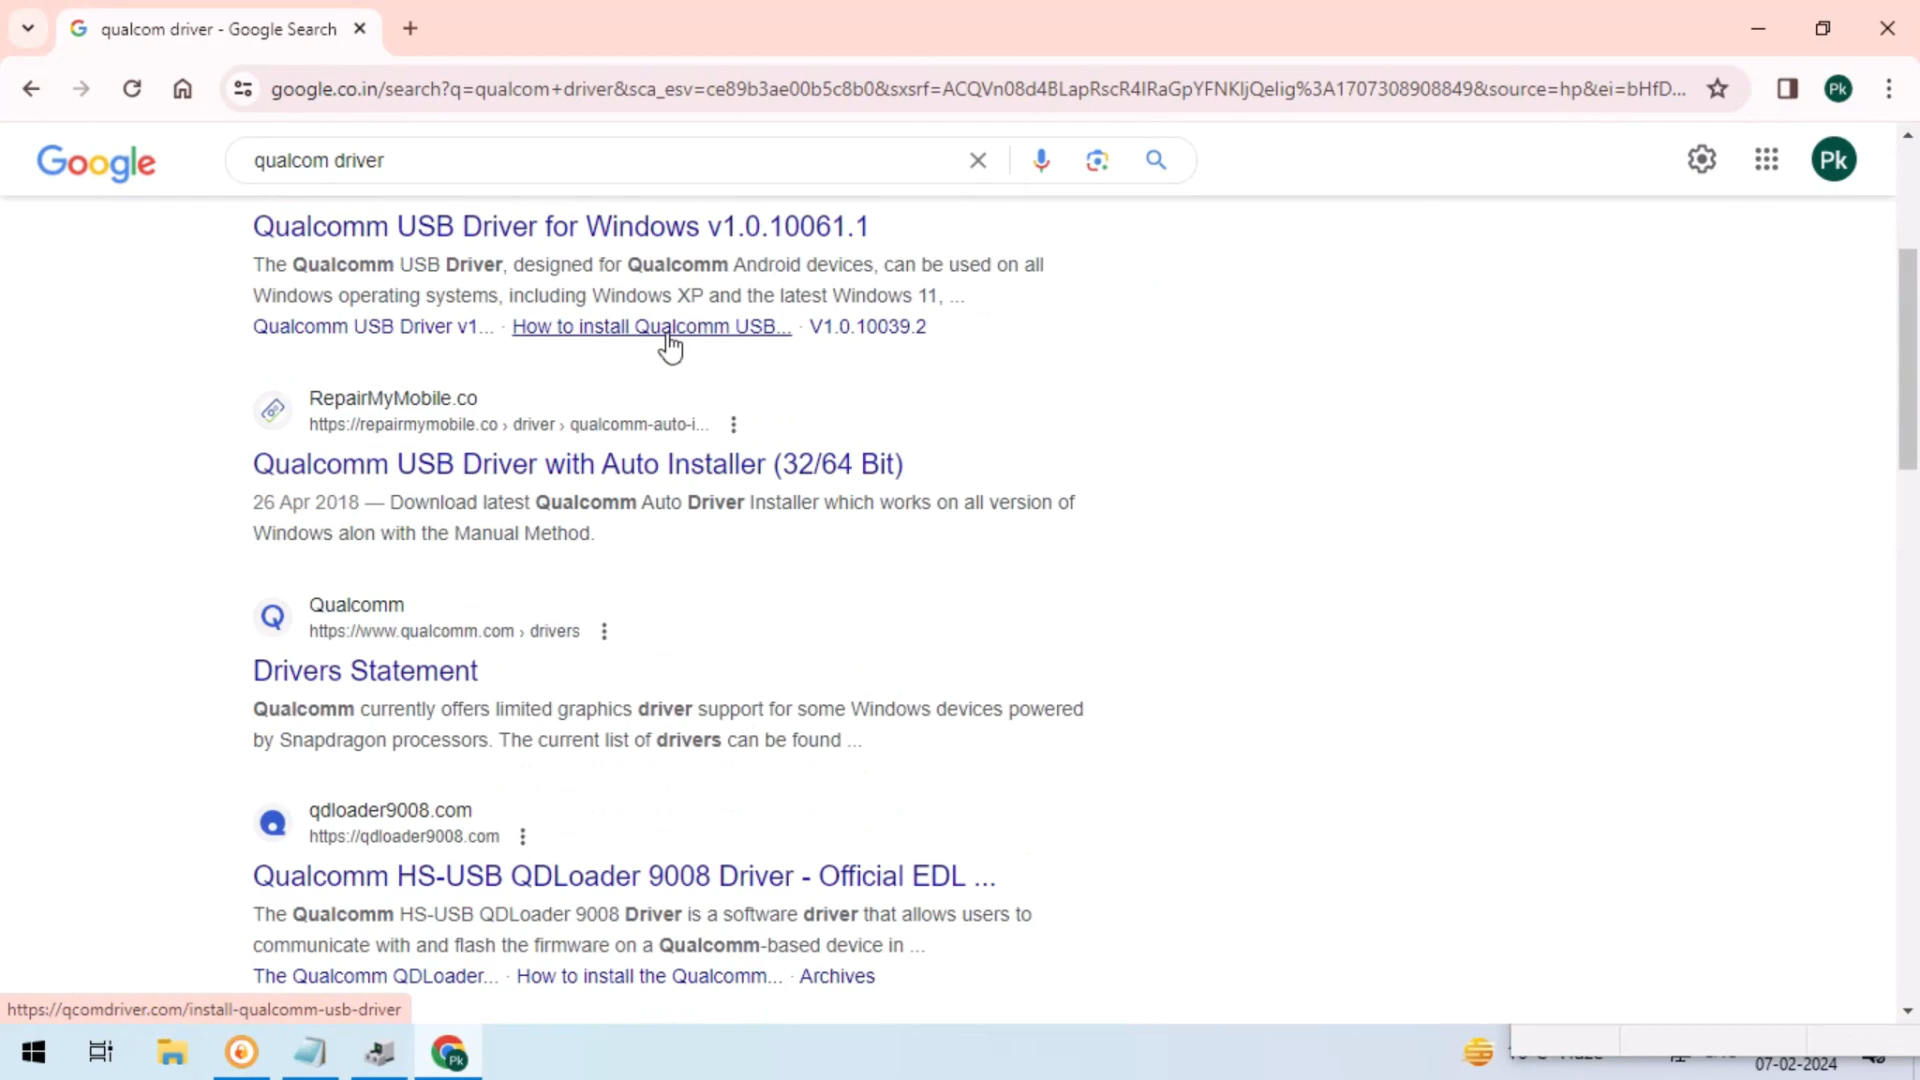 qualcom driver - Google Search
google.co.in/search?q=qualcom+driver&sca_esv=ce89b3ae00b5c8b0&sxsrf=ACQVn08d4BLapRscR4IRaGpYFNKIjQeIig%3A1707308908849&source=hp&ei=bHfD...
Pk
Google
qualcom driver
Pk
Qualcomm USB Driver for Windows v1.0.10061.1
The Qualcomm USB Driver, designed for Qualcomm Android devices, can be used on all
Windows operating systems, including Windows XP and the latest Windows 11, ...
Qualcomm USB Driver v1... · How to install Qualcomm USB... · V1.0.10039.2
RepairMyMobile.co
https://repairmymobile.co › driver › qualcomm-auto-i...
Qualcomm USB Driver with Auto Installer (32/64 Bit)
26 Apr 2018 — Download latest Qualcomm Auto Driver Installer which works on all version of
Windows alon with the Manual Method.
Qualcomm
https://www.qualcomm.com › drivers
Drivers Statement
Qualcomm currently offers limited graphics driver support for some Windows devices powered
by Snapdragon processors. The current list of drivers can be found ...
qdloader9008.com
https://qdloader9008.com
Qualcomm HS-USB QDLoader 9008 Driver - Official EDL ...
The Qualcomm HS-USB QDLoader 9008 Driver is a software driver that allows users to
communicate with and flash the firmware on a Qualcomm-based device in ...
The Qualcomm QDLoader... · How to install the Qualcomm... · Archives
https://qcomdriver.com/install-qualcomm-usb-driver
Pk
07-02-2024